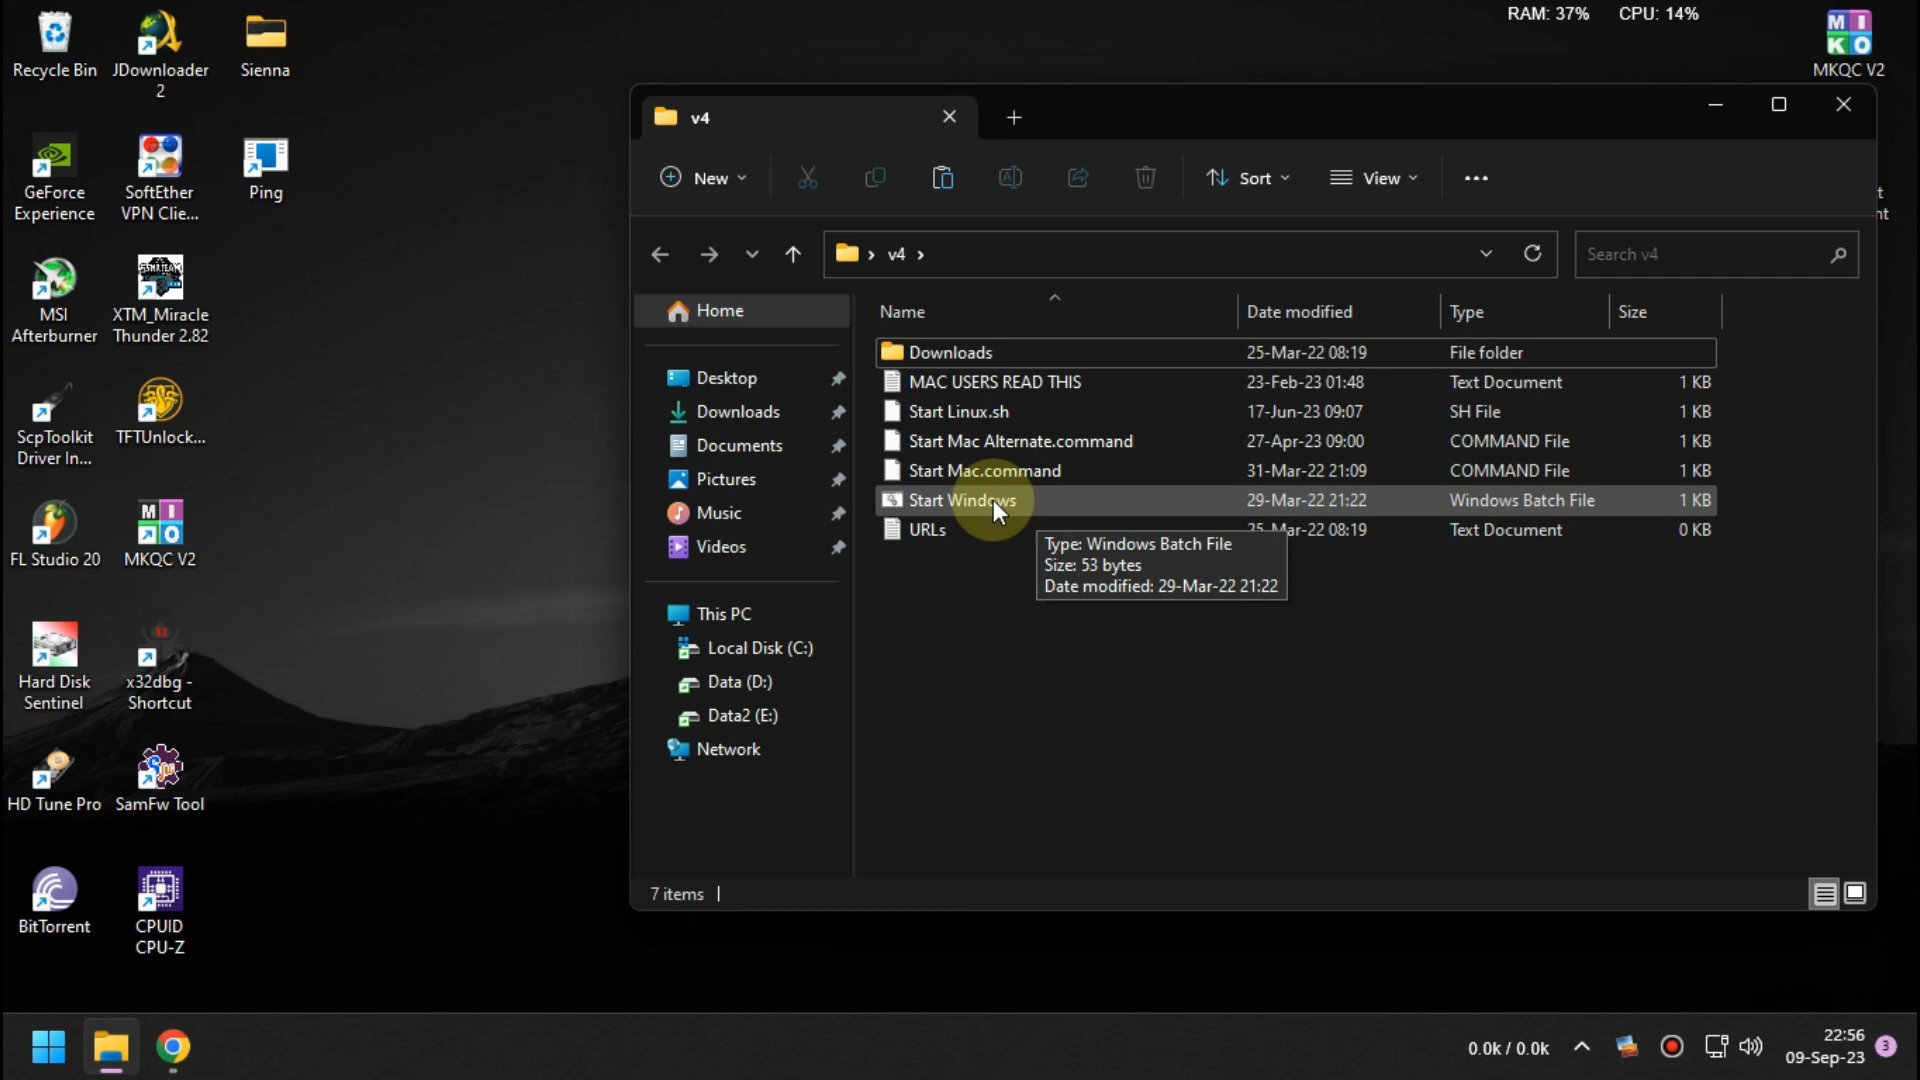 RAM: 37% CPU: 14%
Recycle Bin
JDownloader
2
Sienna
MKQC V2
GeForce
Experience
SoftEther
VPN Clie...
Ping
MSI
Afterburner
XTM_Miracle
Thunder 2.82
ScpToolkit
Driver In...
TFTUnlock...
FL Studio 20
MKQC V2
Hard Disk
Sentinel
x32dbg -
Shortcut
HD Tune Pro
SamFw Tool
BitTorrent
CPUID
CPU-Z
v4
New
Sort
View
v4
Search v4
Home
Desktop
Downloads
Documents
Pictures
Music
Videos
This PC
Local Disk (C:)
Data (D:)
Data2 (E:)
Network
Name Date modified Type Size
Downloads 25-Mar-22 08:19 File folder
MAC USERS READ THIS 23-Feb-23 01:48 Text Document 1 KB
Start Linux.sh 17-Jun-23 09:07 SH File 1 KB
Start Mac Alternate.command 27-Apr-23 09:00 COMMAND File 1 KB
Start Mac.command 31-Mar-22 21:09 COMMAND File 1 KB
Start Windows 29-Mar-22 21:22 Windows Batch File 1 KB
URLs 25-Mar-22 08:19 Text Document 0 KB
Type: Windows Batch File
Size: 53 bytes
Date modified: 29-Mar-22 21:22
7 items
0.0k / 0.0k
22:56
09-Sep-23
3